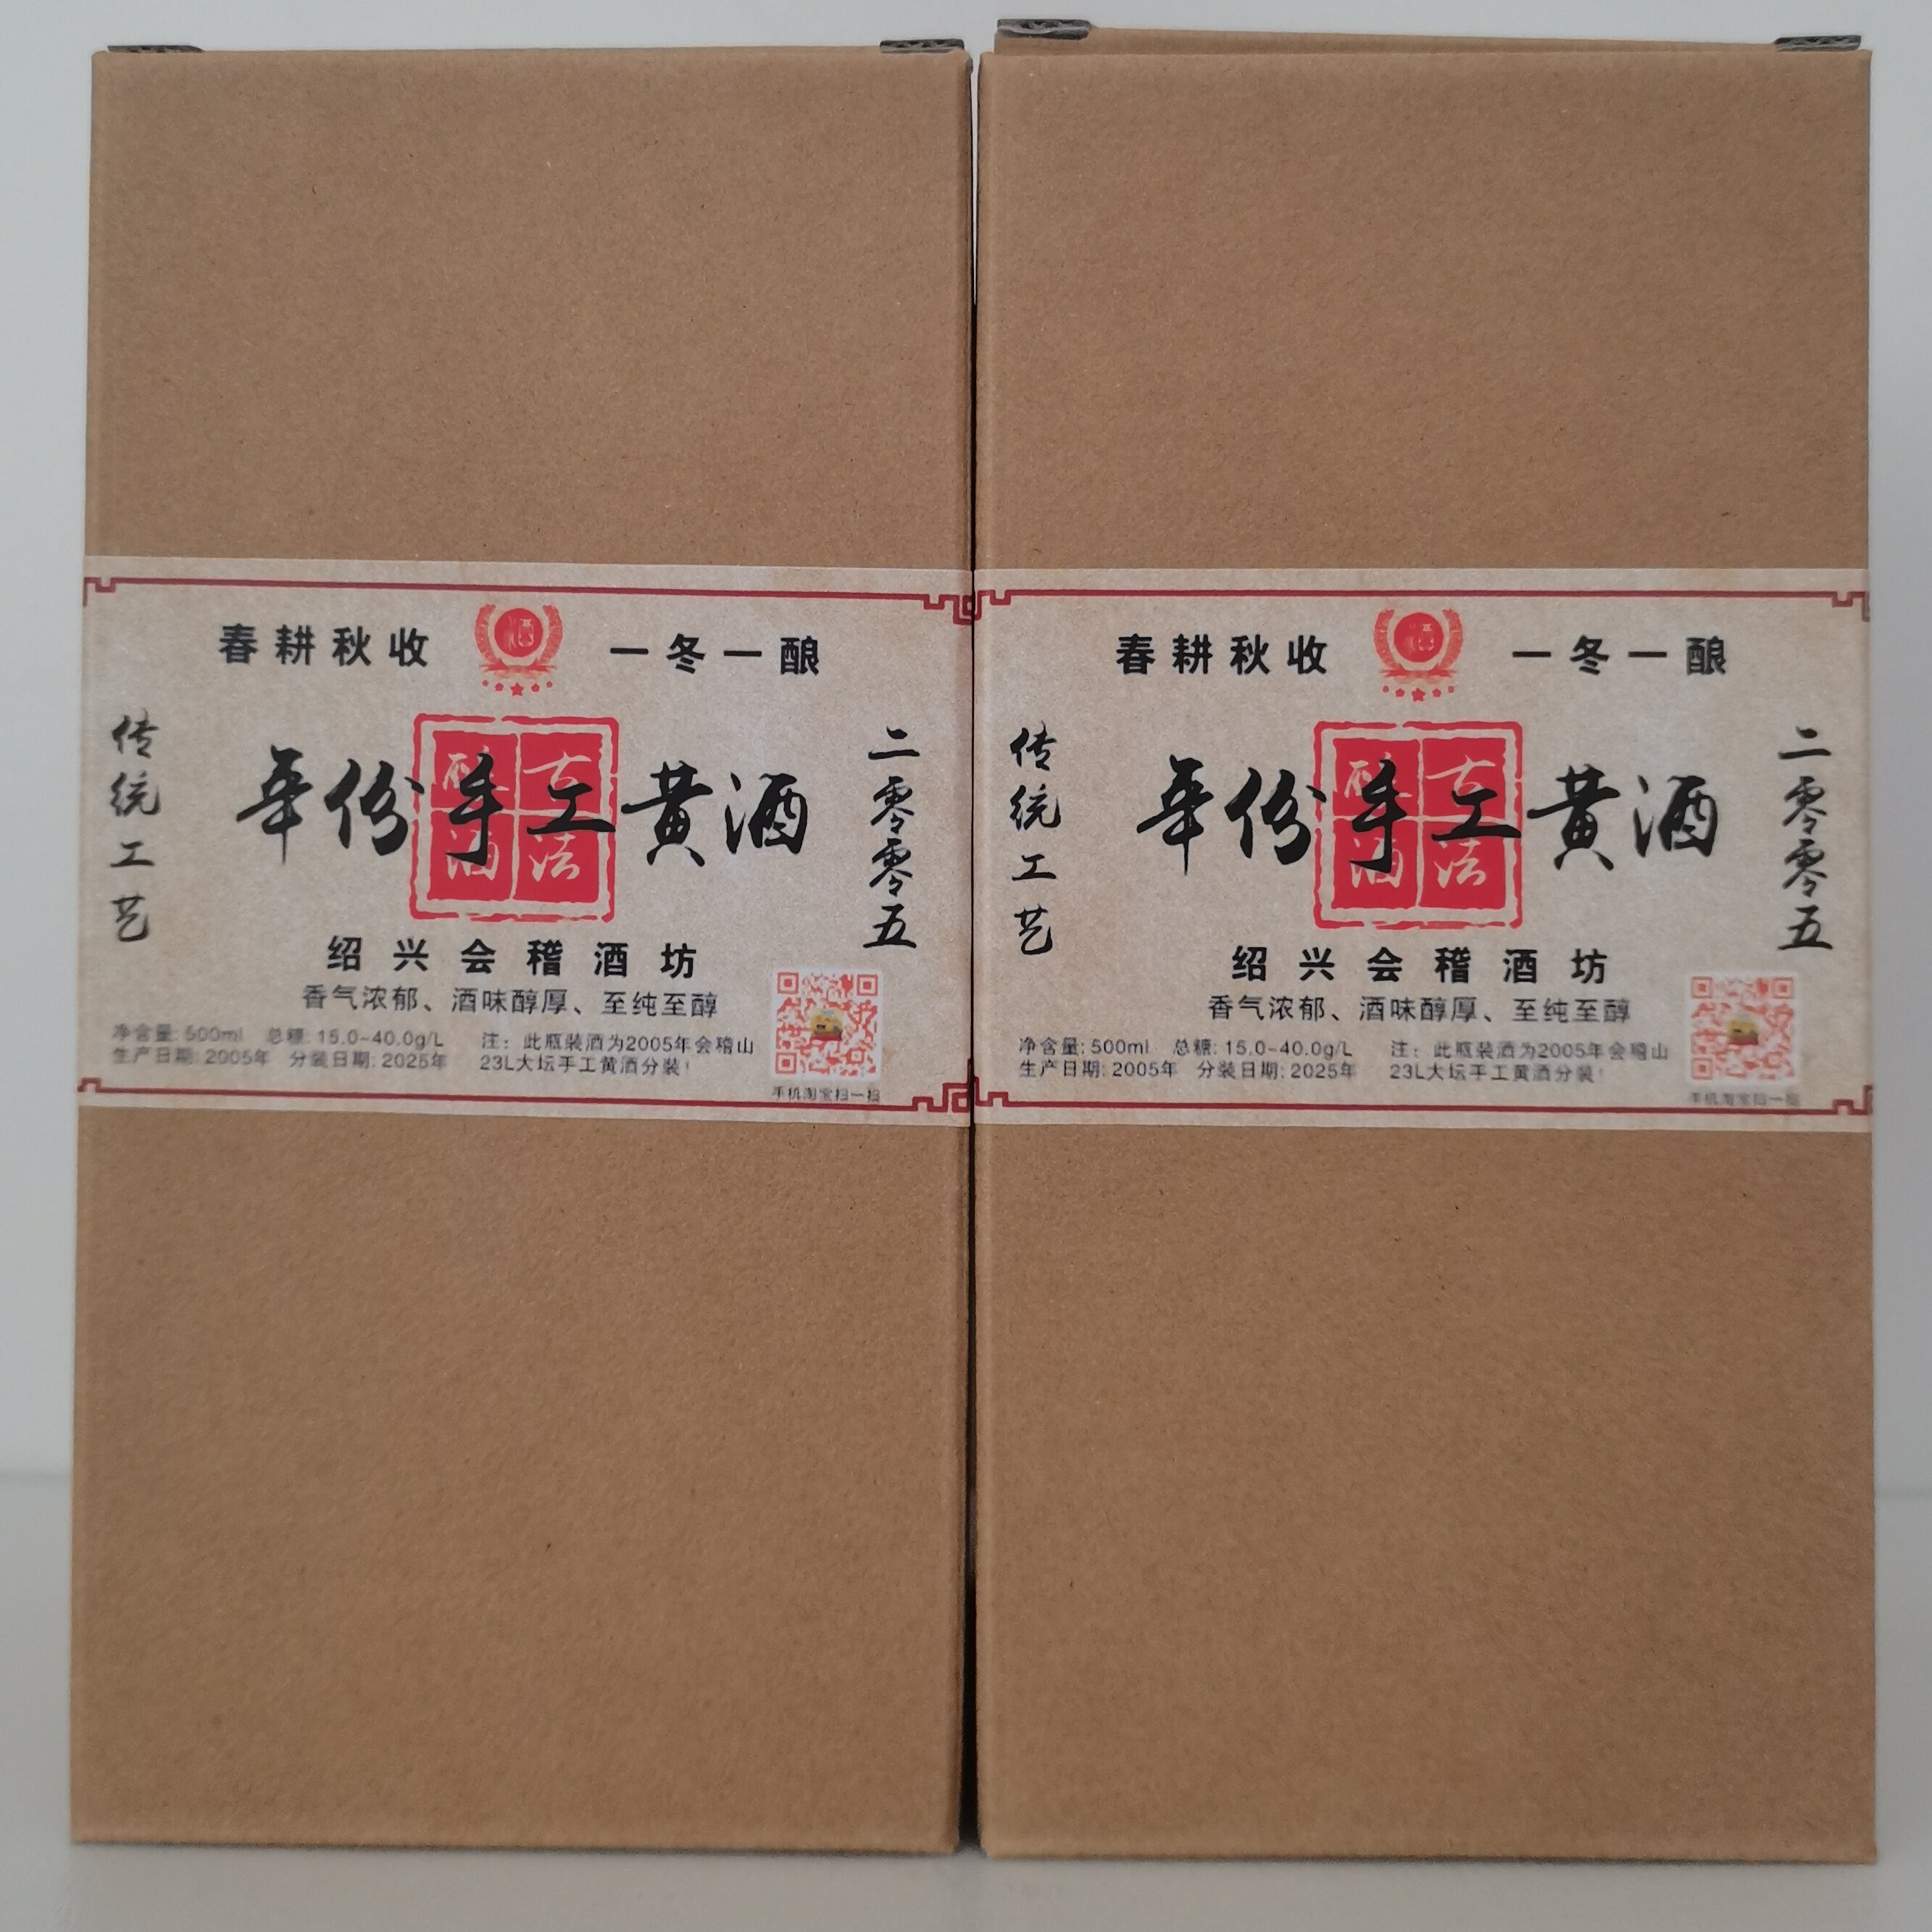 春耕秋收
酒
一冬一酿
传统工艺
年份手工黄酒
古法
酿酒
二零零五
绍兴会稽酒坊
香气浓郁、酒味醇厚、至纯至醇
净含量: 500ml 总糖: 15.0-40.0g/L
生产日期: 2005年 分装日期: 2025年
注：此瓶装酒为2005年会稽山
23L大坛手工黄酒分装！
手机淘宝扫一扫
春耕秋收
酒
一冬一酿
传统工艺
年份手工黄酒
古法
酿酒
二零零五
绍兴会稽酒坊
香气浓郁、酒味醇厚、至纯至醇
净含量: 500ml 总糖: 15.0-40.0g/L
生产日期: 2005年 分装日期: 2025年
注：此瓶装酒为2005年会稽山
23L大坛手工黄酒分装！
手机淘宝扫一扫